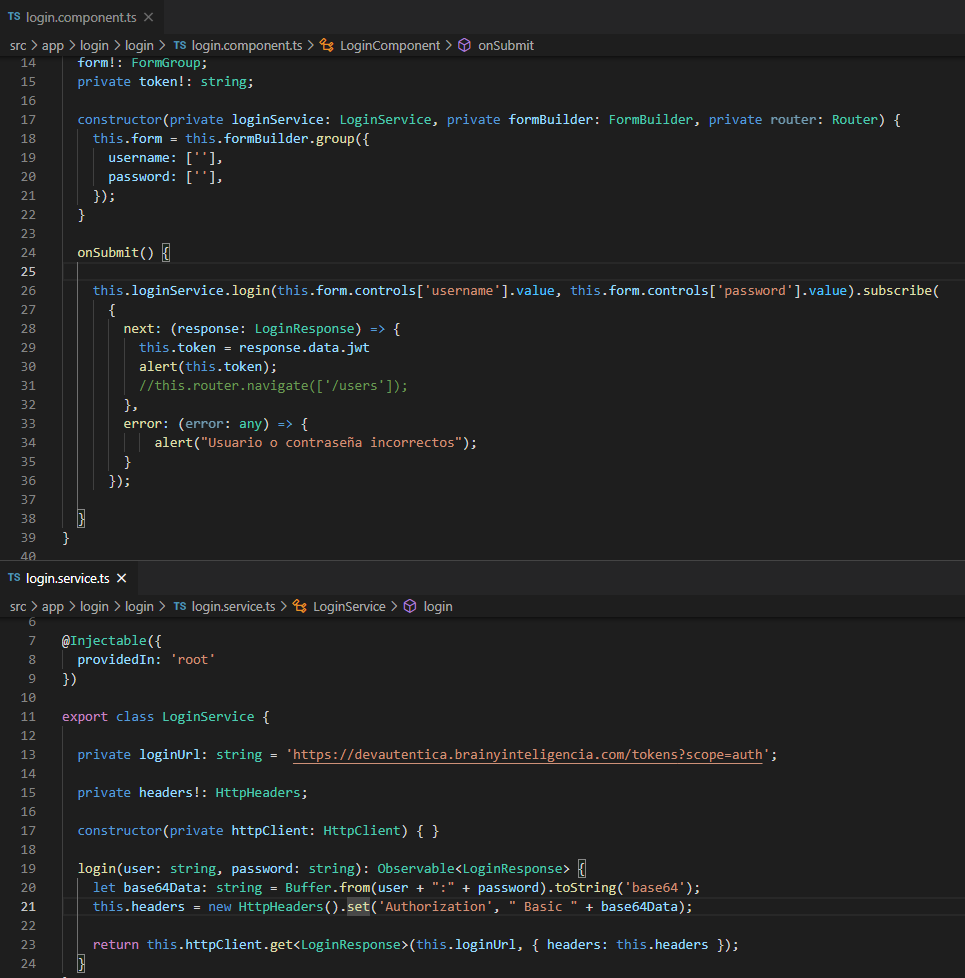 TS login.component.ts ×
src > app > login > login > TS login.component.ts > LoginComponent > onSubmit
14 form!: FormGroup;
15 private token!: string;
16
17 constructor(private loginService: LoginService, private formBuilder: FormBuilder, private router: Router) {
18 this.form = this.formBuilder.group({
19 username: [''],
20 password: [''],
21 });
22 }
23
24 onSubmit() {
25
26 this.loginService.login(this.form.controls['username'].value, this.form.controls['password'].value).subscribe(
27 {
28 next: (response: LoginResponse) => {
29 this.token = response.data.jwt
30 alert(this.token);
31 //this.router.navigate(['/users']);
32 },
33 error: (error: any) => {
34 alert("Usuario o contraseña incorrectos");
35 }
36 });
37
38 }
39 }
40
TS login.service.ts ×
src > app > login > login > TS login.service.ts > LoginService > login
6
7 @Injectable({
8 providedIn: 'root'
9 })
10
11 export class LoginService {
12
13 private loginUrl: string = 'https://devautentica.brainyinteligencia.com/tokens?scope=auth';
14
15 private headers!: HttpHeaders;
16
17 constructor(private httpClient: HttpClient) { }
18
19 login(user: string, password: string): Observable<LoginResponse> {
20 let base64Data: string = Buffer.from(user + ":" + password).toString('base64');
21 this.headers = new HttpHeaders().set('Authorization', " Basic " + base64Data);
22
23 return this.httpClient.get<LoginResponse>(this.loginUrl, { headers: this.headers });
24 }